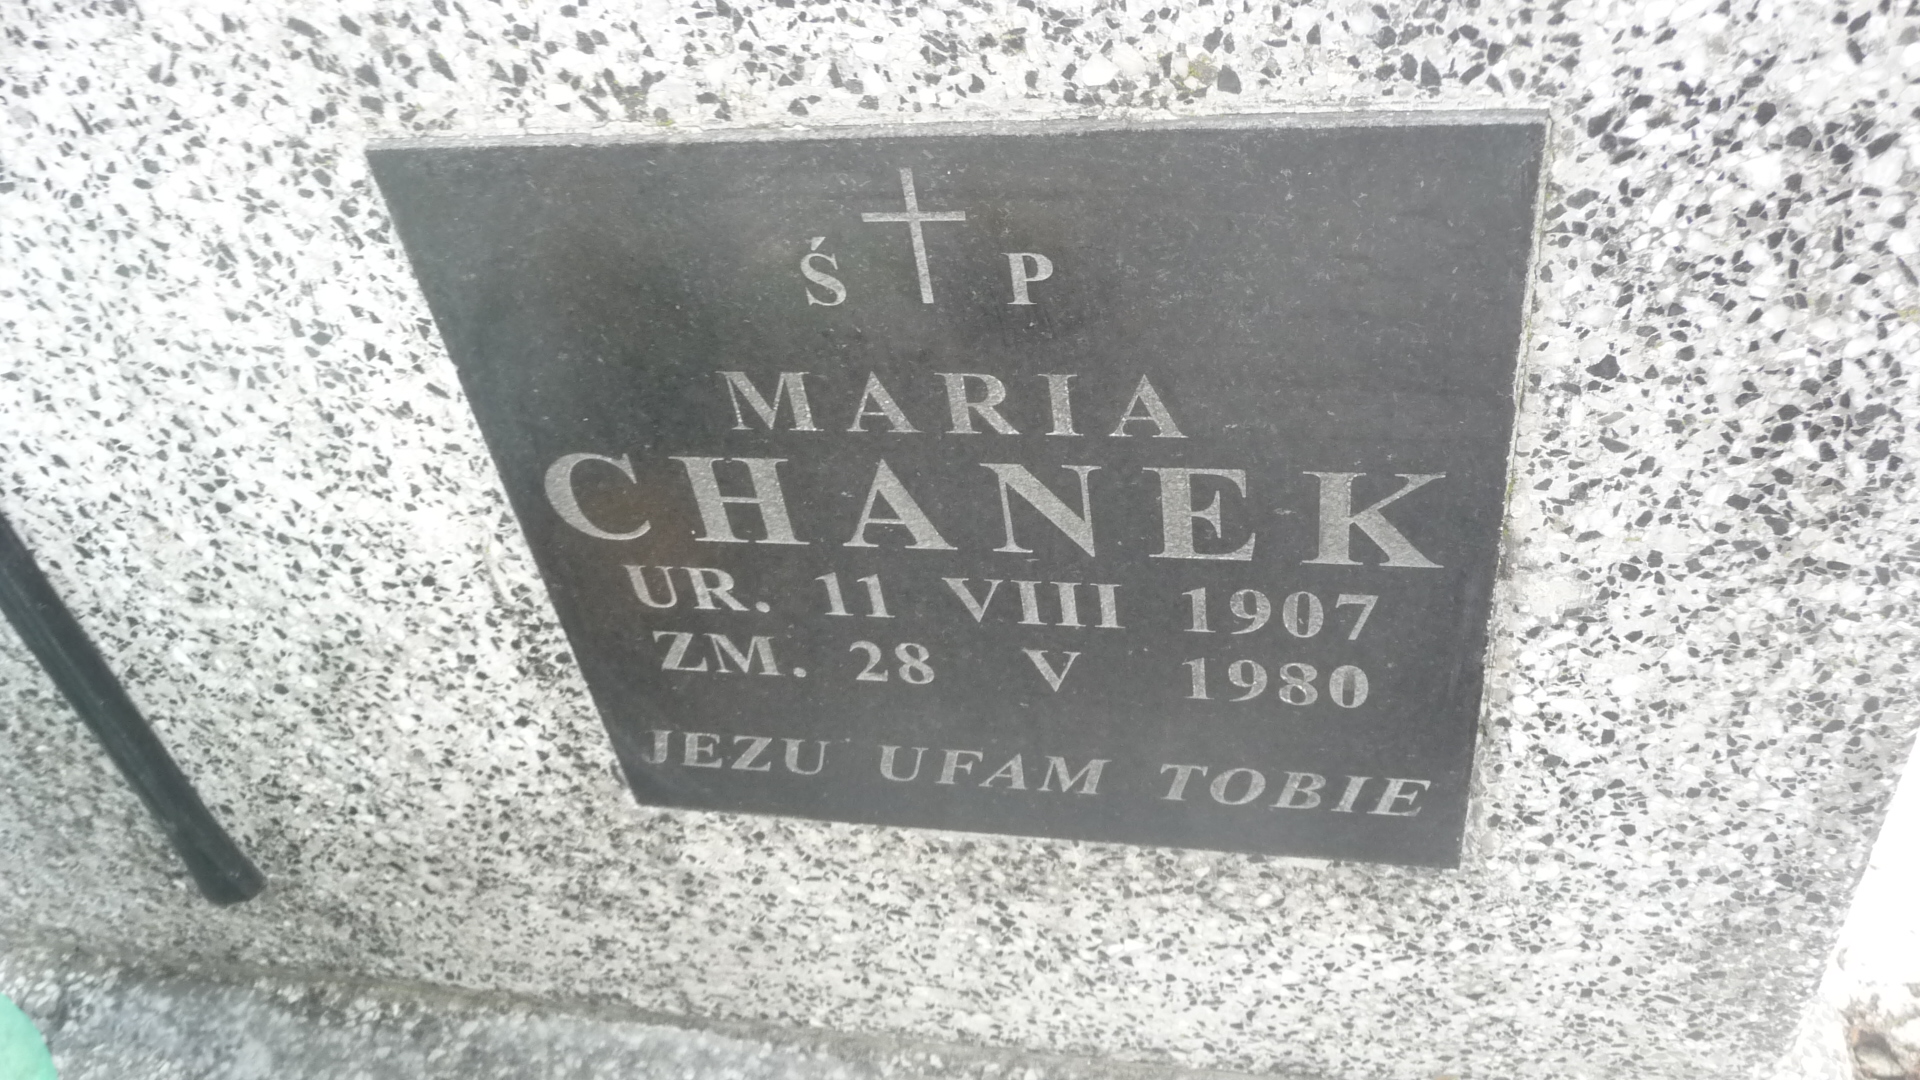 Ś P
MARIA
CHANEK
UR. 11 VIII 1907
ZM. 28 V 1980
JEZU UFAM TOBIE